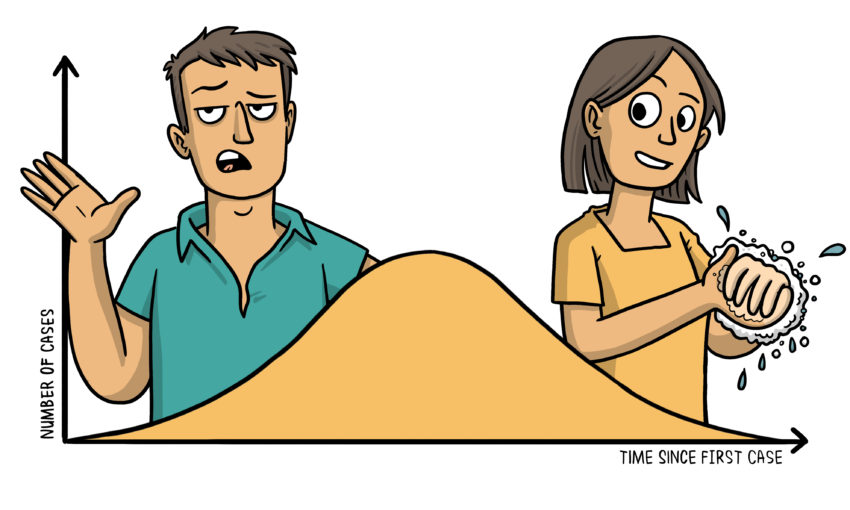 NUMBER OF CASES
TIME SINCE FIRST CASE